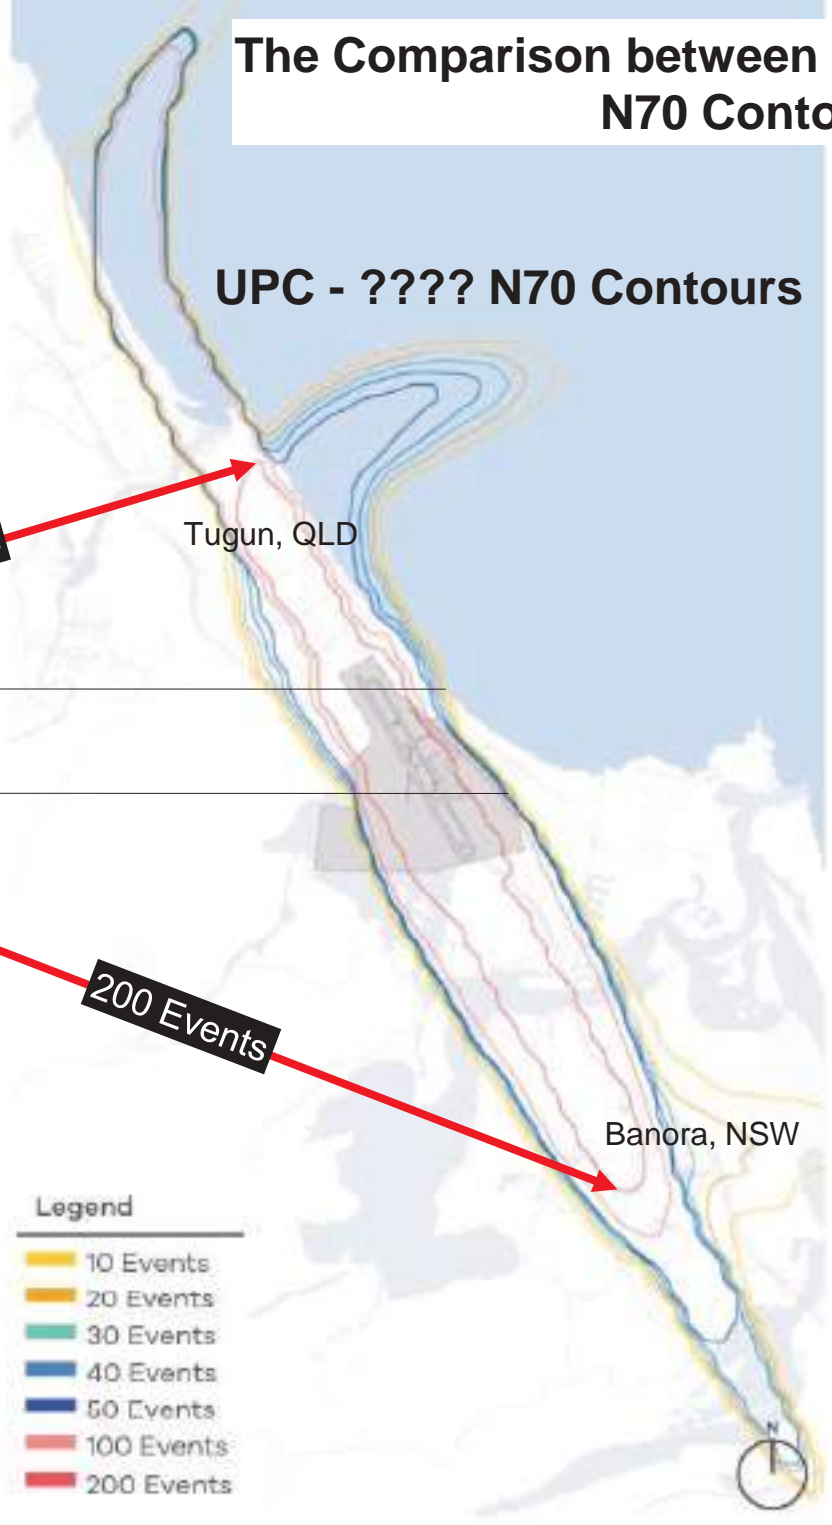 The Comparison between
N70 Conto
UPC - ???? N70 Contours
Tugun, QLD
200 Events
Banora, NSW
Legend
10 Events
20 Events
30 Events
40 Events
50 Events
100 Events
200 Events
N